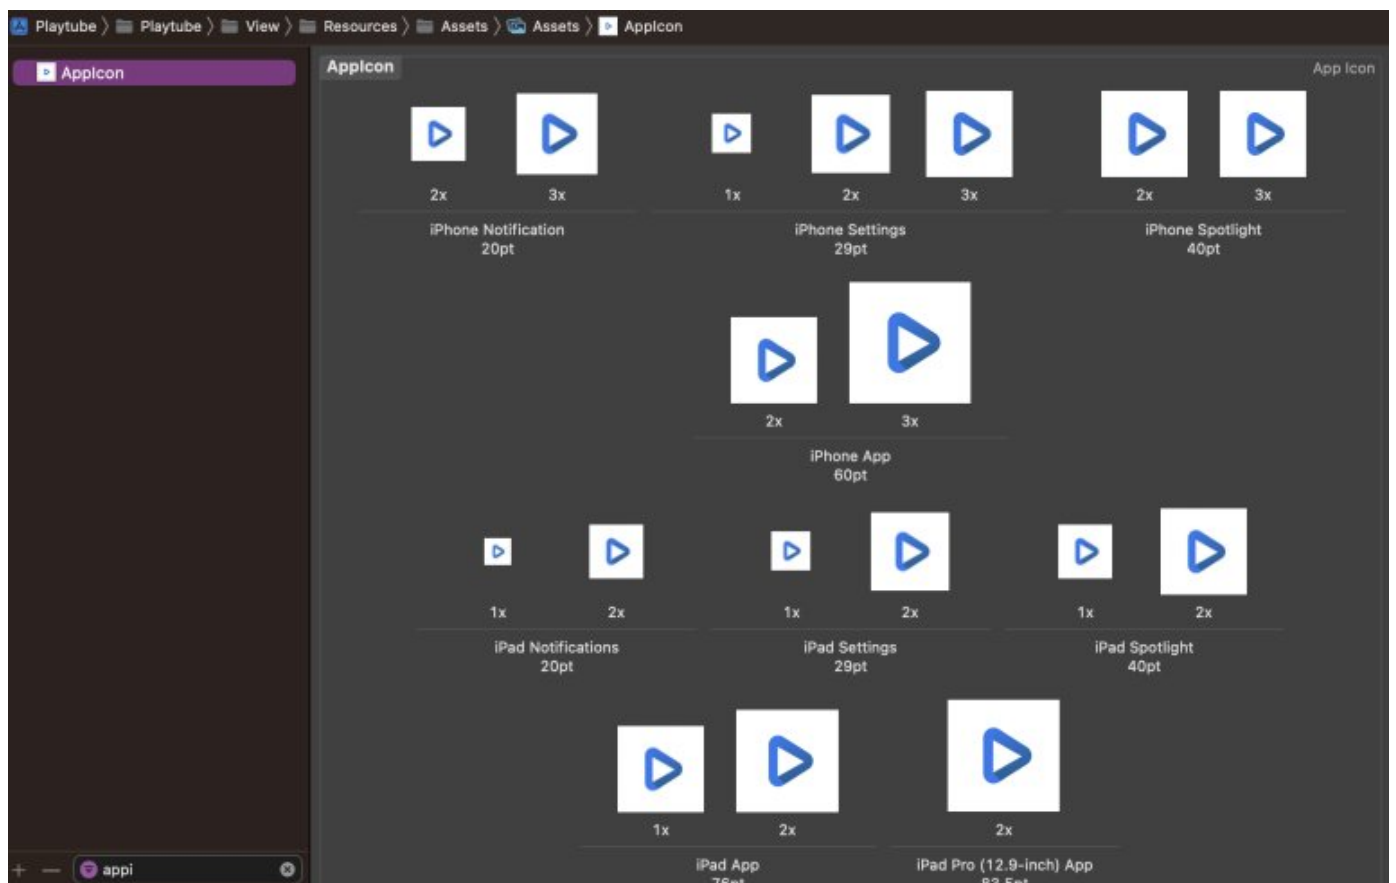 Playtube 〉 Playtube 〉 View 〉 Resources 〉 Assets 〉 Assets 〉 AppIcon
AppIcon
AppIcon
App Icon
2x 3x 1x 2x 3x 2x 3x
iPhone Notification iPhone Settings iPhone Spotlight
20pt 29pt 40pt
2x 3x
iPhone App
60pt
1x 2x 1x 2x 1x 2x
iPad Notifications iPad Settings iPad Spotlight
20pt 29pt 40pt
1x 2x 2x
iPad App iPad Pro (12.9-inch) App
76pt 83.5pt
appi